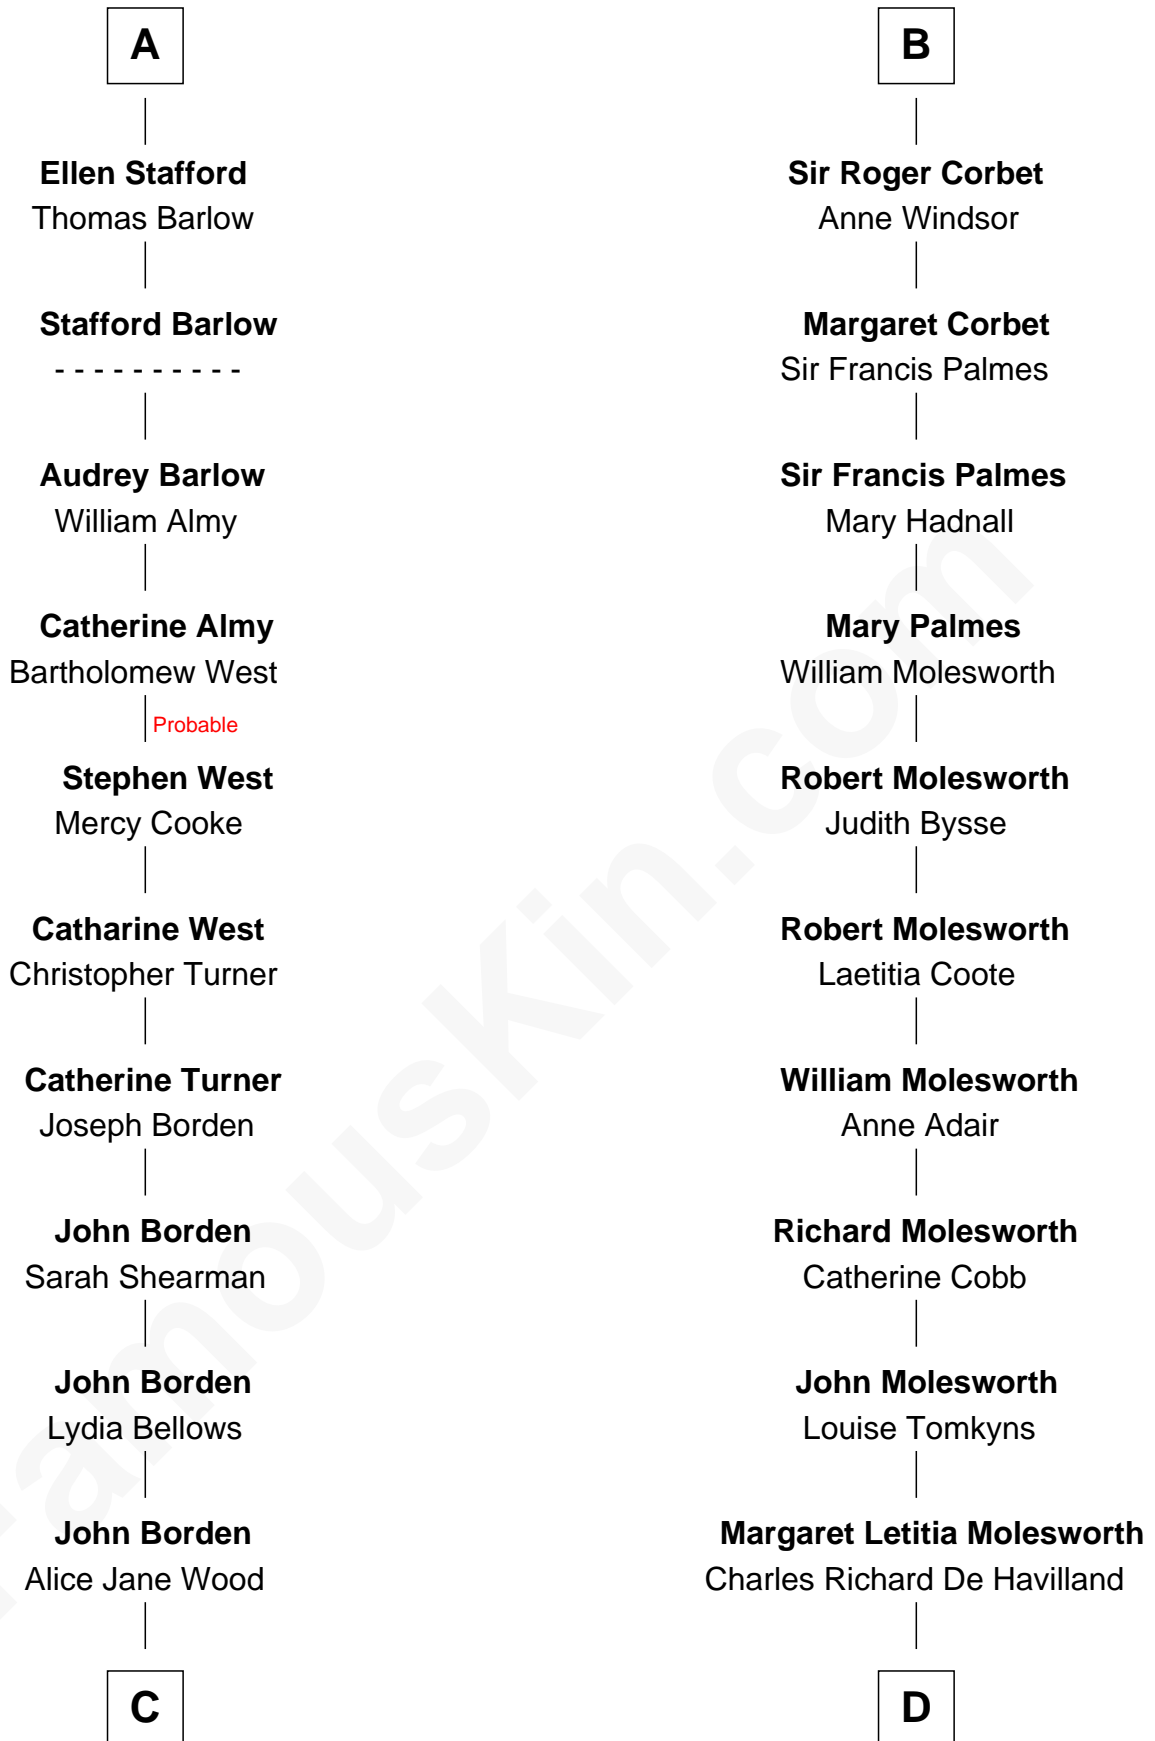 A
Ellen Stafford
Thomas Barlow
Stafford Barlow
- - - - - - - - - -
Audrey Barlow
William Almy
Catherine Almy
Bartholomew West
Probable
Stephen West
Mercy Cooke
Catharine West
Christopher Turner
Catherine Turner
Joseph Borden
John Borden
Sarah Shearman
John Borden
Lydia Bellows
John Borden
Alice Jane Wood
C
B
Sir Roger Corbet
Anne Windsor
Margaret Corbet
Sir Francis Palmes
Sir Francis Palmes
Mary Hadnall
Mary Palmes
William Molesworth
Robert Molesworth
Judith Bysse
Robert Molesworth
Laetitia Coote
William Molesworth
Anne Adair
Richard Molesworth
Catherine Cobb
John Molesworth
Louise Tomkyns
Margaret Letitia Molesworth
Charles Richard De Havilland
D
FamousKin.com